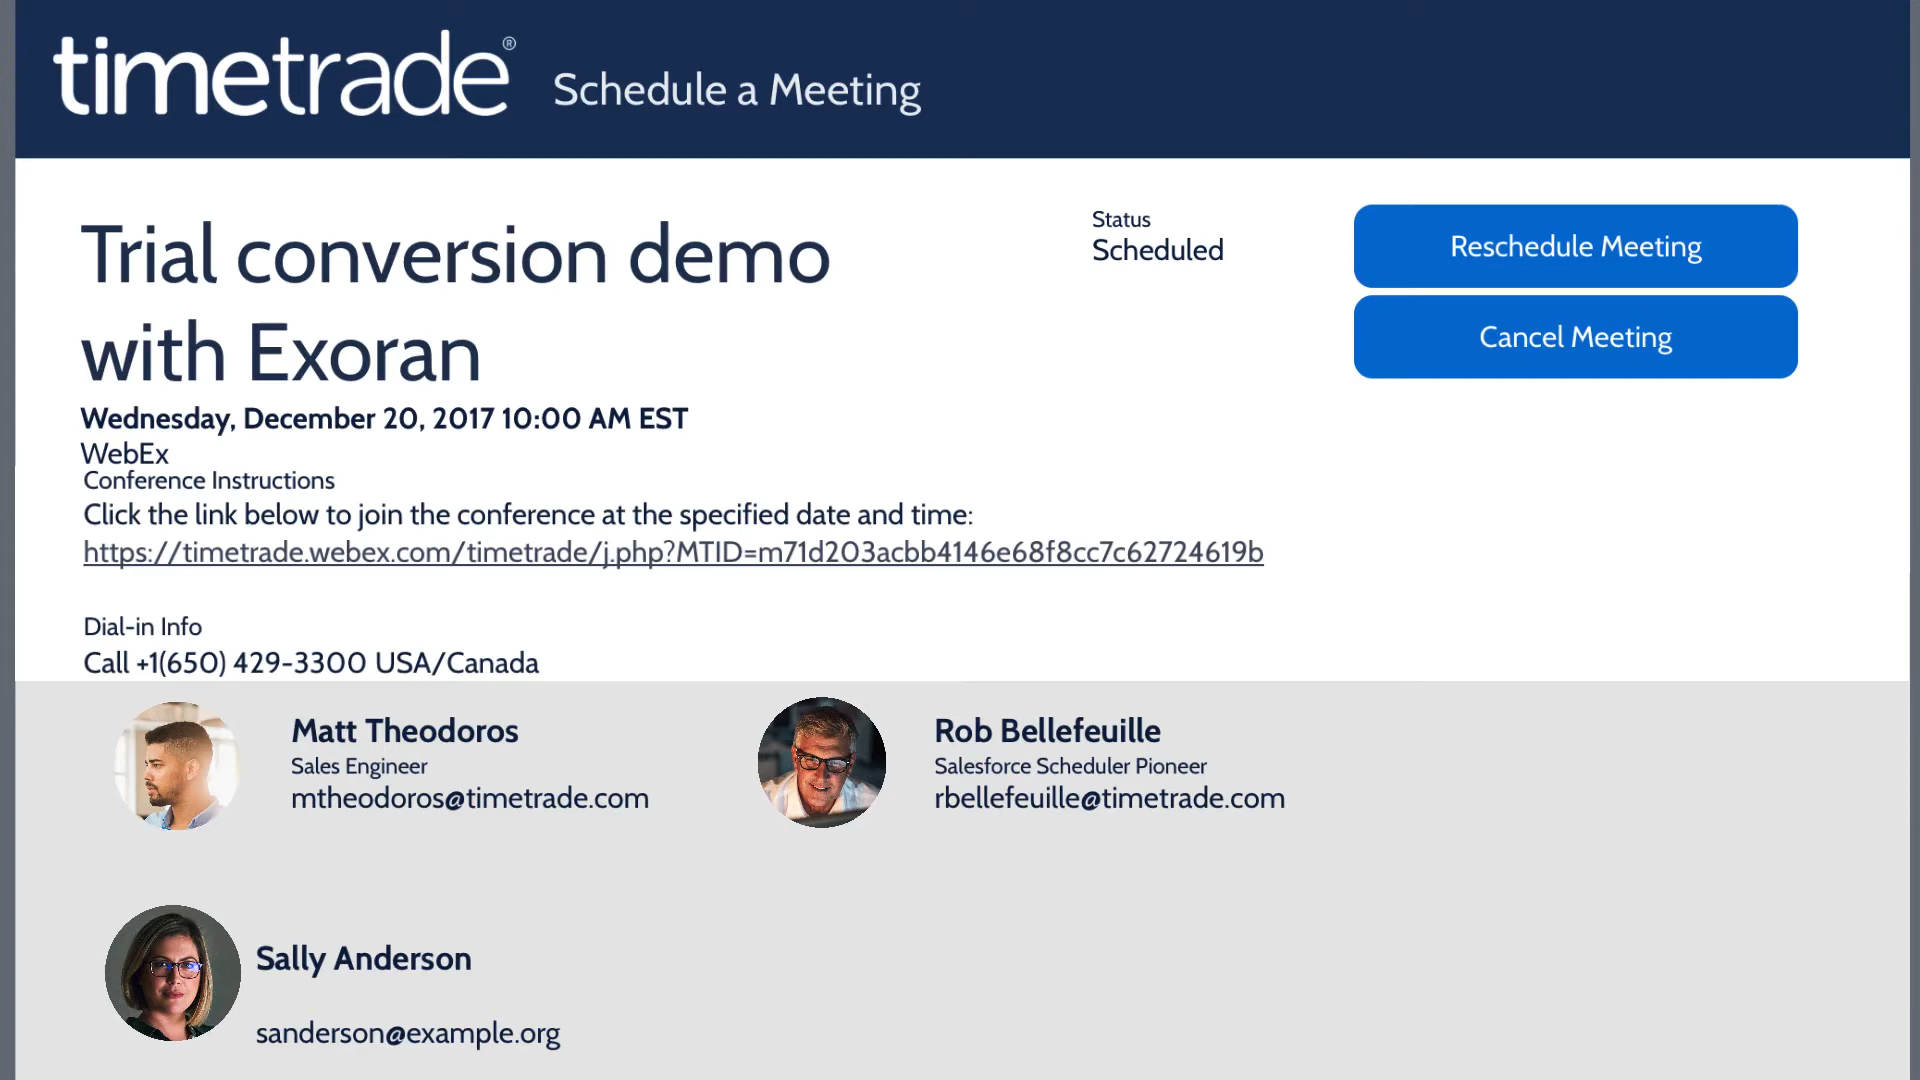 timetrade® Schedule a Meeting
Trial conversion demo
with Exoran
Status
Scheduled
Reschedule Meeting
Cancel Meeting
Wednesday, December 20, 2017 10:00 AM EST
WebEx
Conference Instructions
Click the link below to join the conference at the specified date and time:
https://timetrade.webex.com/timetrade/j.php?MTID=m71d203acbb4146e68f8cc7c62724619b
Dial-in Info
Call +1(650) 429-3300 USA/Canada
Matt Theodoros
Sales Engineer
mtheodoros@timetrade.com
Rob Bellefeuille
Salesforce Scheduler Pioneer
rbellefeuille@timetrade.com
Sally Anderson
sanderson@example.org